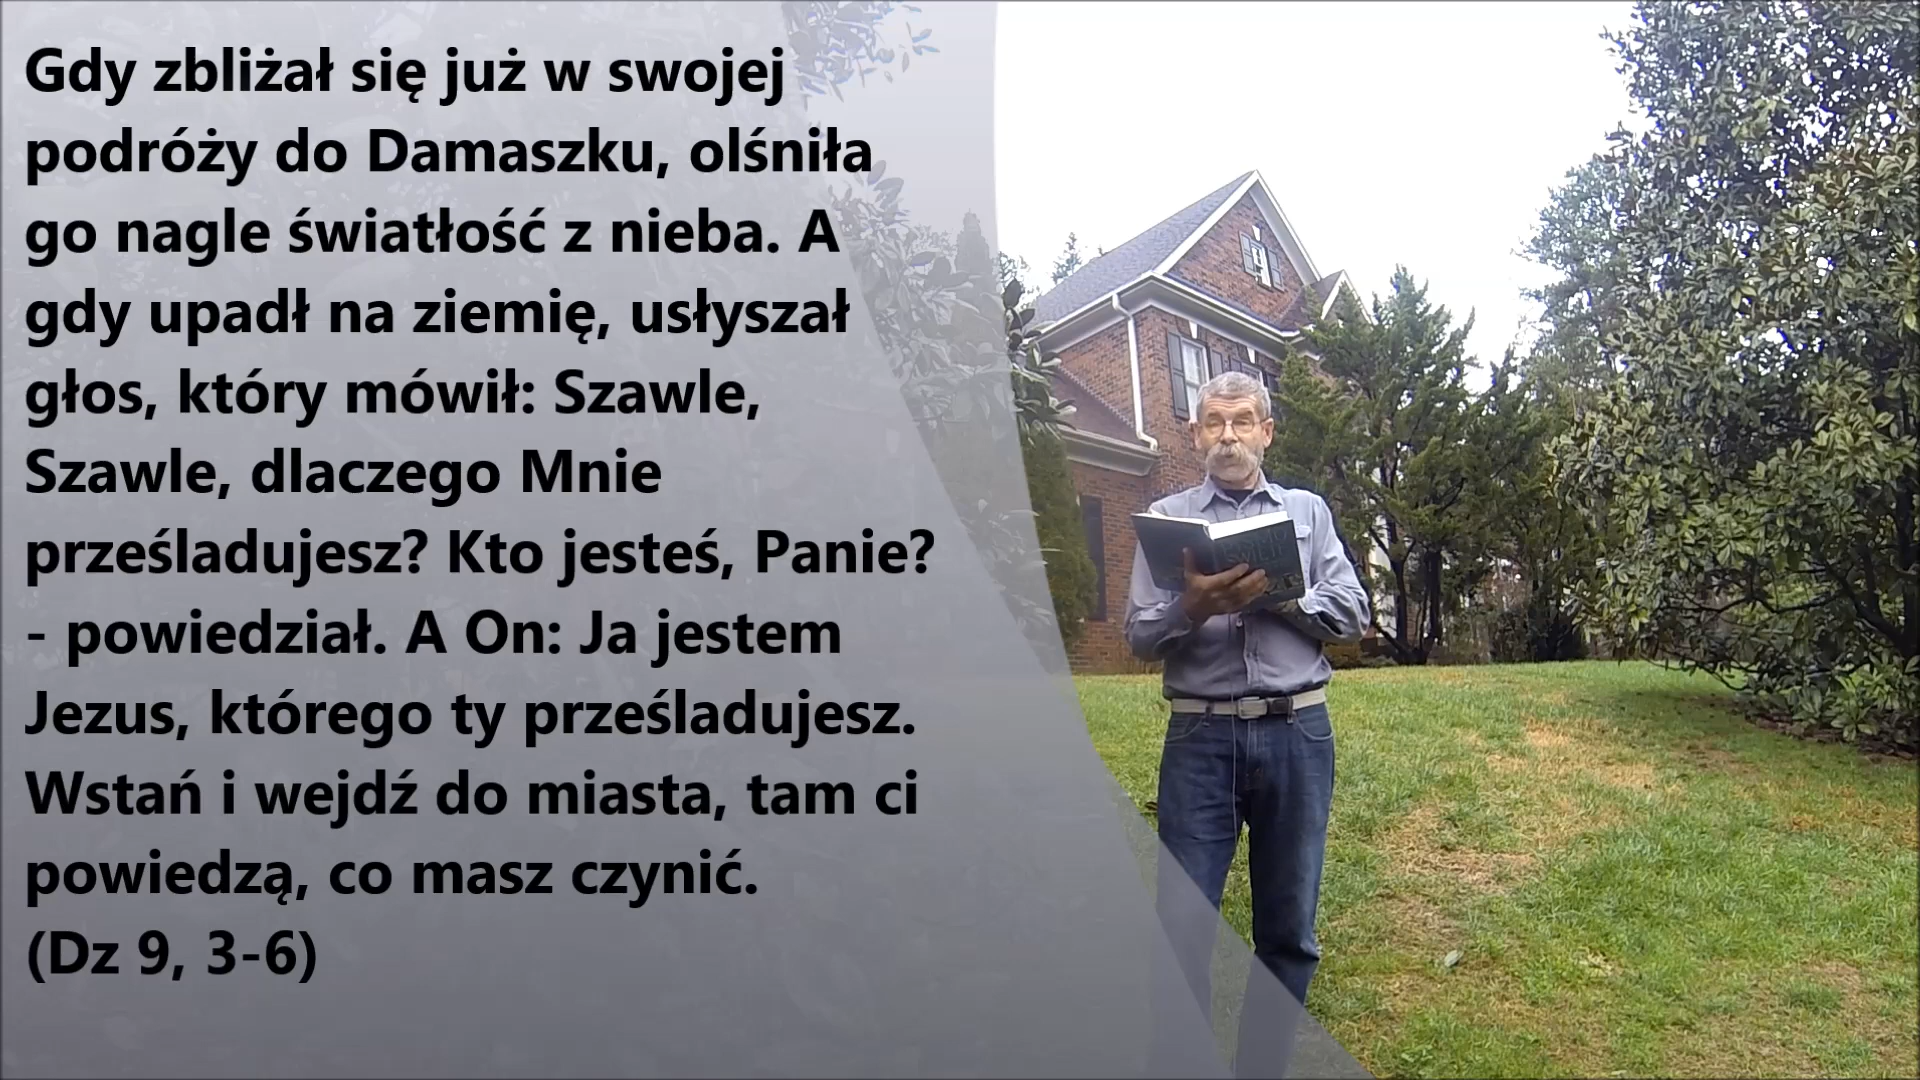 Gdy zbliżał się już w swojej
podróży do Damaszku, olśniła
go nagle światłość z nieba. A
gdy upadł na ziemię, usłyszał
głos, który mówił: Szawle,
Szawle, dlaczego Mnie
prześladujesz? Kto jesteś, Panie?
- powiedział. A On: Ja jestem
Jezus, którego ty prześladujesz.
Wstań i wejdź do miasta, tam ci
powiedzą, co masz czynić.
(Dz 9, 3-6)